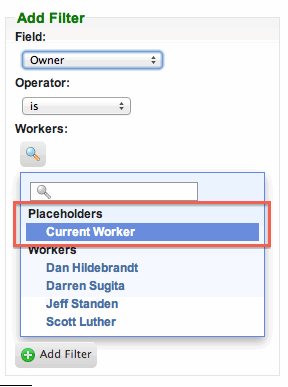 Add Filter
Field:
Owner
Operator:
is
Workers:
Placeholders
Current Worker
Workers
Dan Hildebrandt
Darren Sugita
Jeff Standen
Scott Luther
Add Filter